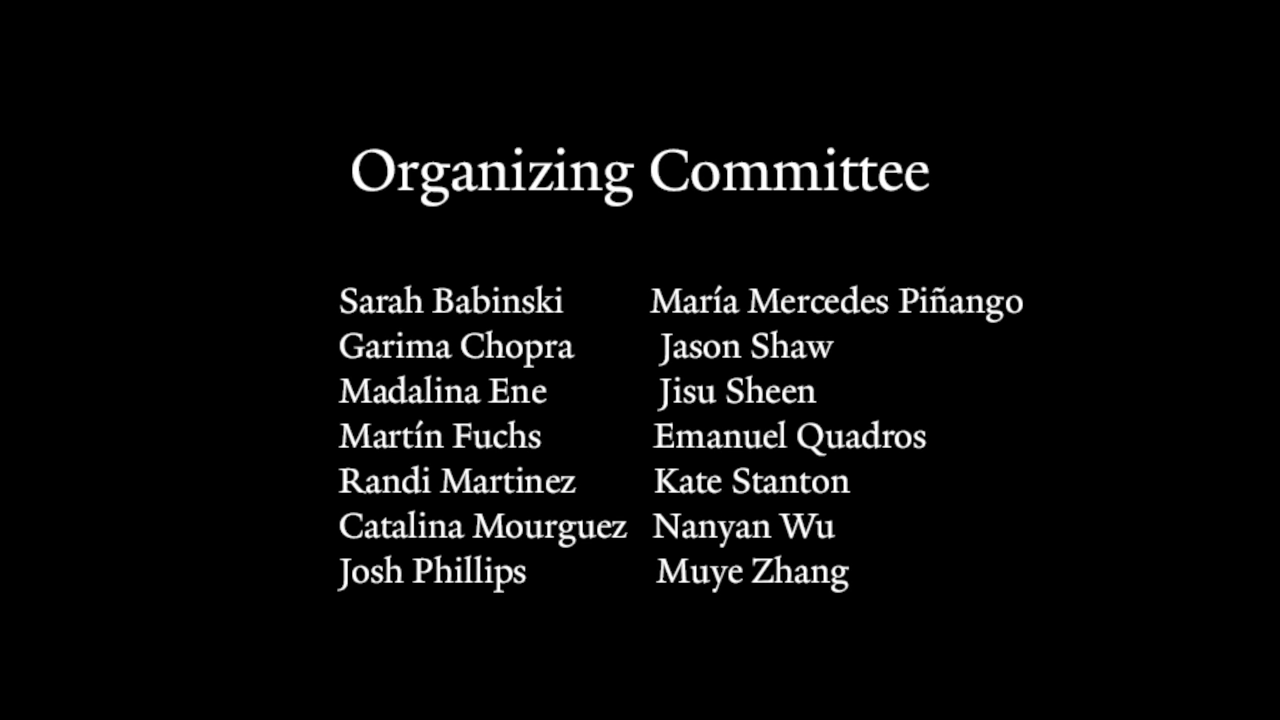 Organizing Committee
Sarah Babinski María Mercedes Piñango
Garima Chopra Jason Shaw
Madalina Ene Jisu Sheen
Martín Fuchs Emanuel Quadros
Randi Martinez Kate Stanton
Catalina Mourguez Nanyan Wu
Josh Phillips Muye Zhang